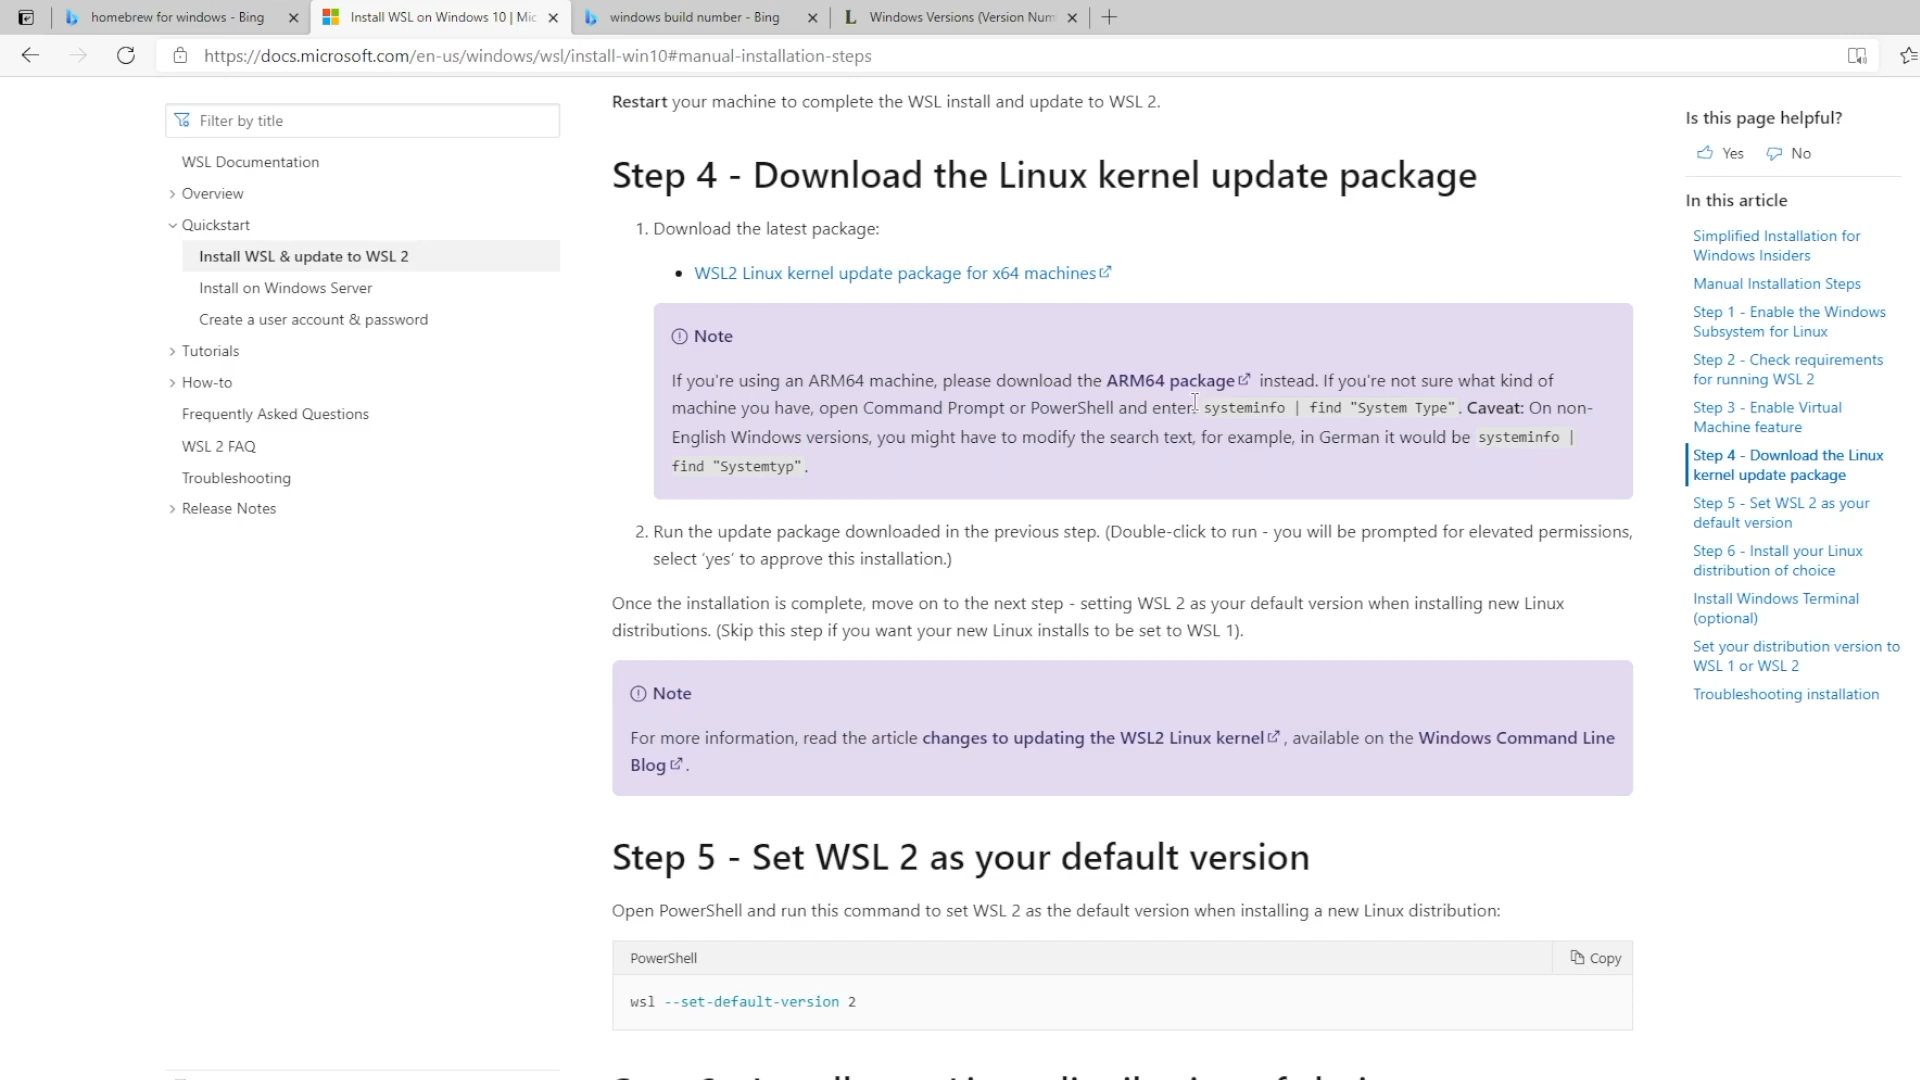 homebrew for windows - Bing
Install WSL on Windows 10 | Mic
windows build number - Bing
L Windows Versions (Version Num
https://docs.microsoft.com/en-us/windows/wsl/install-win10#manual-installation-steps
Filter by title
WSL Documentation
Overview
Quickstart
Install WSL & update to WSL 2
Install on Windows Server
Create a user account & password
Tutorials
How-to
Frequently Asked Questions
WSL 2 FAQ
Troubleshooting
Release Notes
Restart your machine to complete the WSL install and update to WSL 2.
Step 4 - Download the Linux kernel update package
1. Download the latest package:
• WSL2 Linux kernel update package for x64 machines
Note
If you're using an ARM64 machine, please download the ARM64 package instead. If you're not sure what kind of
machine you have, open Command Prompt or PowerShell and enter: systeminfo | find "System Type". Caveat: On non-
English Windows versions, you might have to modify the search text, for example, in German it would be systeminfo |
find "Systemtyp".
2. Run the update package downloaded in the previous step. (Double-click to run - you will be prompted for elevated permissions,
select ‘yes’ to approve this installation.)
Once the installation is complete, move on to the next step - setting WSL 2 as your default version when installing new Linux
distributions. (Skip this step if you want your new Linux installs to be set to WSL 1).
Note
For more information, read the article changes to updating the WSL2 Linux kernel, available on the Windows Command Line
Blog.
Step 5 - Set WSL 2 as your default version
Open PowerShell and run this command to set WSL 2 as the default version when installing a new Linux distribution:
PowerShell
Copy
wsl --set-default-version 2
Is this page helpful?
Yes No
In this article
Simplified Installation for
Windows Insiders
Manual Installation Steps
Step 1 - Enable the Windows
Subsystem for Linux
Step 2 - Check requirements
for running WSL 2
Step 3 - Enable Virtual
Machine feature
Step 4 - Download the Linux
kernel update package
Step 5 - Set WSL 2 as your
default version
Step 6 - Install your Linux
distribution of choice
Install Windows Terminal
(optional)
Set your distribution version to
WSL 1 or WSL 2
Troubleshooting installation